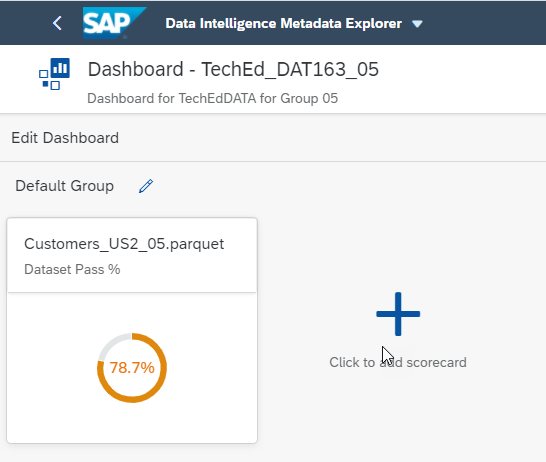 SAP Data Intelligence Metadata Explorer
Dashboard - TechEd_DAT163_05
Dashboard for TechEdDATA for Group 05
Edit Dashboard
Default Group
Customers_US2_05.parquet
Dataset Pass %
78.7%
Click to add scorecard